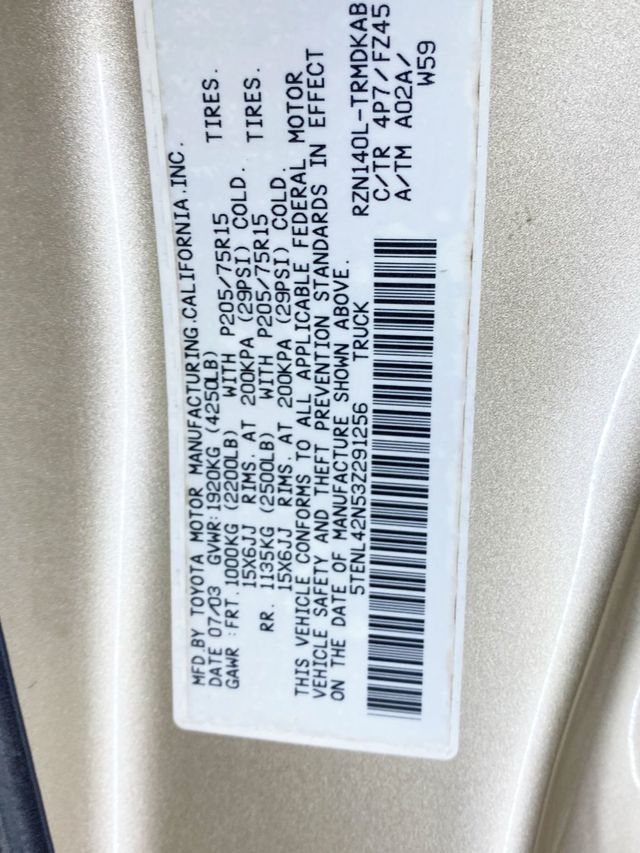 MFD.BY TOYOTA MOTOR MANUFACTURING.CALIFORNIA.INC.
DATE 07/03 GVWR:1920KG (4250LB)
GAWR:FRT.1000KG (2200LB) WITH P205/75R15 TIRES.
15X6JJ RIMS. AT 200KPA (29PSI) COLD.
RR. 1135KG (2500LB) WITH P205/75R15 TIRES.
15X6JJ RIMS. AT 200KPA (29PSI) COLD.
THIS VEHICLE CONFORMS TO ALL APPLICABLE FEDERAL MOTOR
VEHICLE SAFETY AND THEFT PREVENTION STANDARDS IN EFFECT
ON THE DATE OF MANUFACTURE SHOWN ABOVE.
5TENL42N53Z291256 TRUCK
RZN140L-TRMDKAB
C/TR 4P7/FZ45
A/TM A02A/
W59